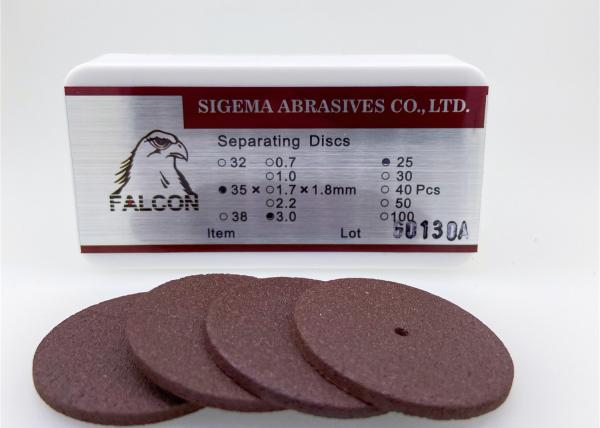 SIGEMA ABRASIVES CO., LTD.
FALCON
Separating Discs
○ 32 ○ 0.7 ● 25
○ 1.0 ○ 30
● 35 × ○ 1.7 × 1.8mm ○ 40 Pcs
○ 2.2 ○ 50
○ 38 ● 3.0 ○ 100
Item Lot 60130A